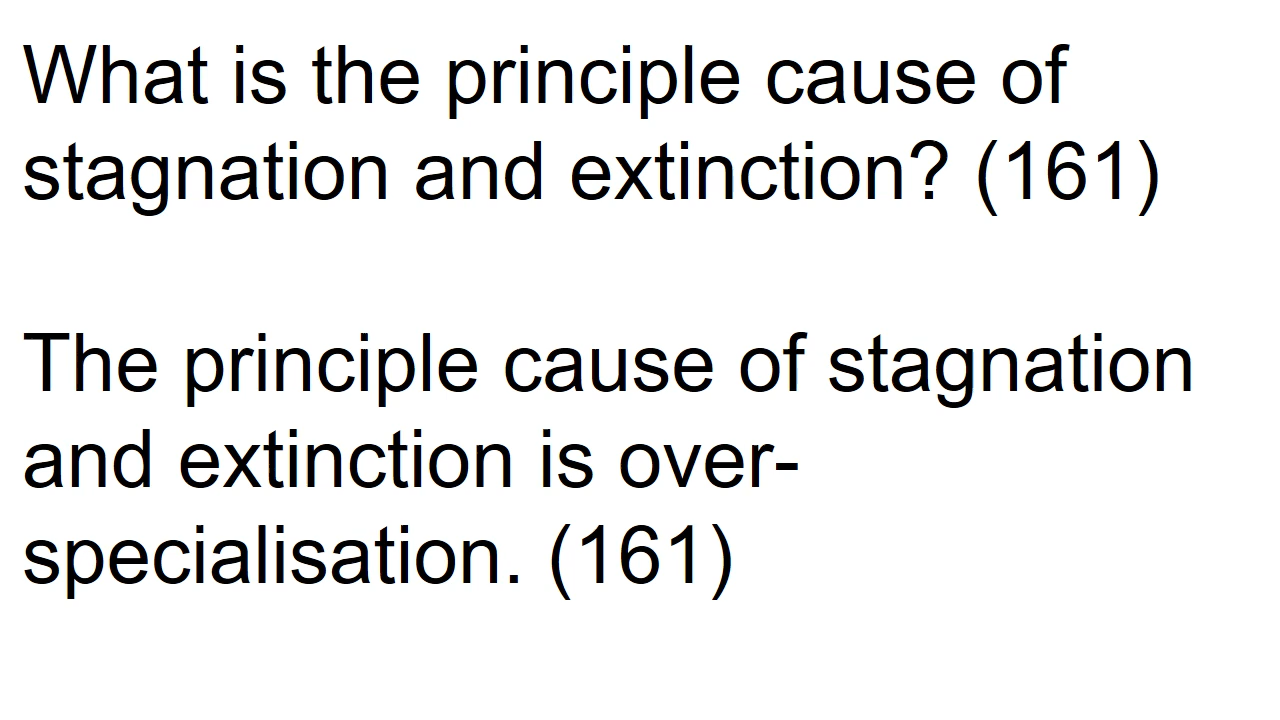 What is the principle cause of
stagnation and extinction? (161)
The principle cause of stagnation
and extinction is over-
specialisation. (161)